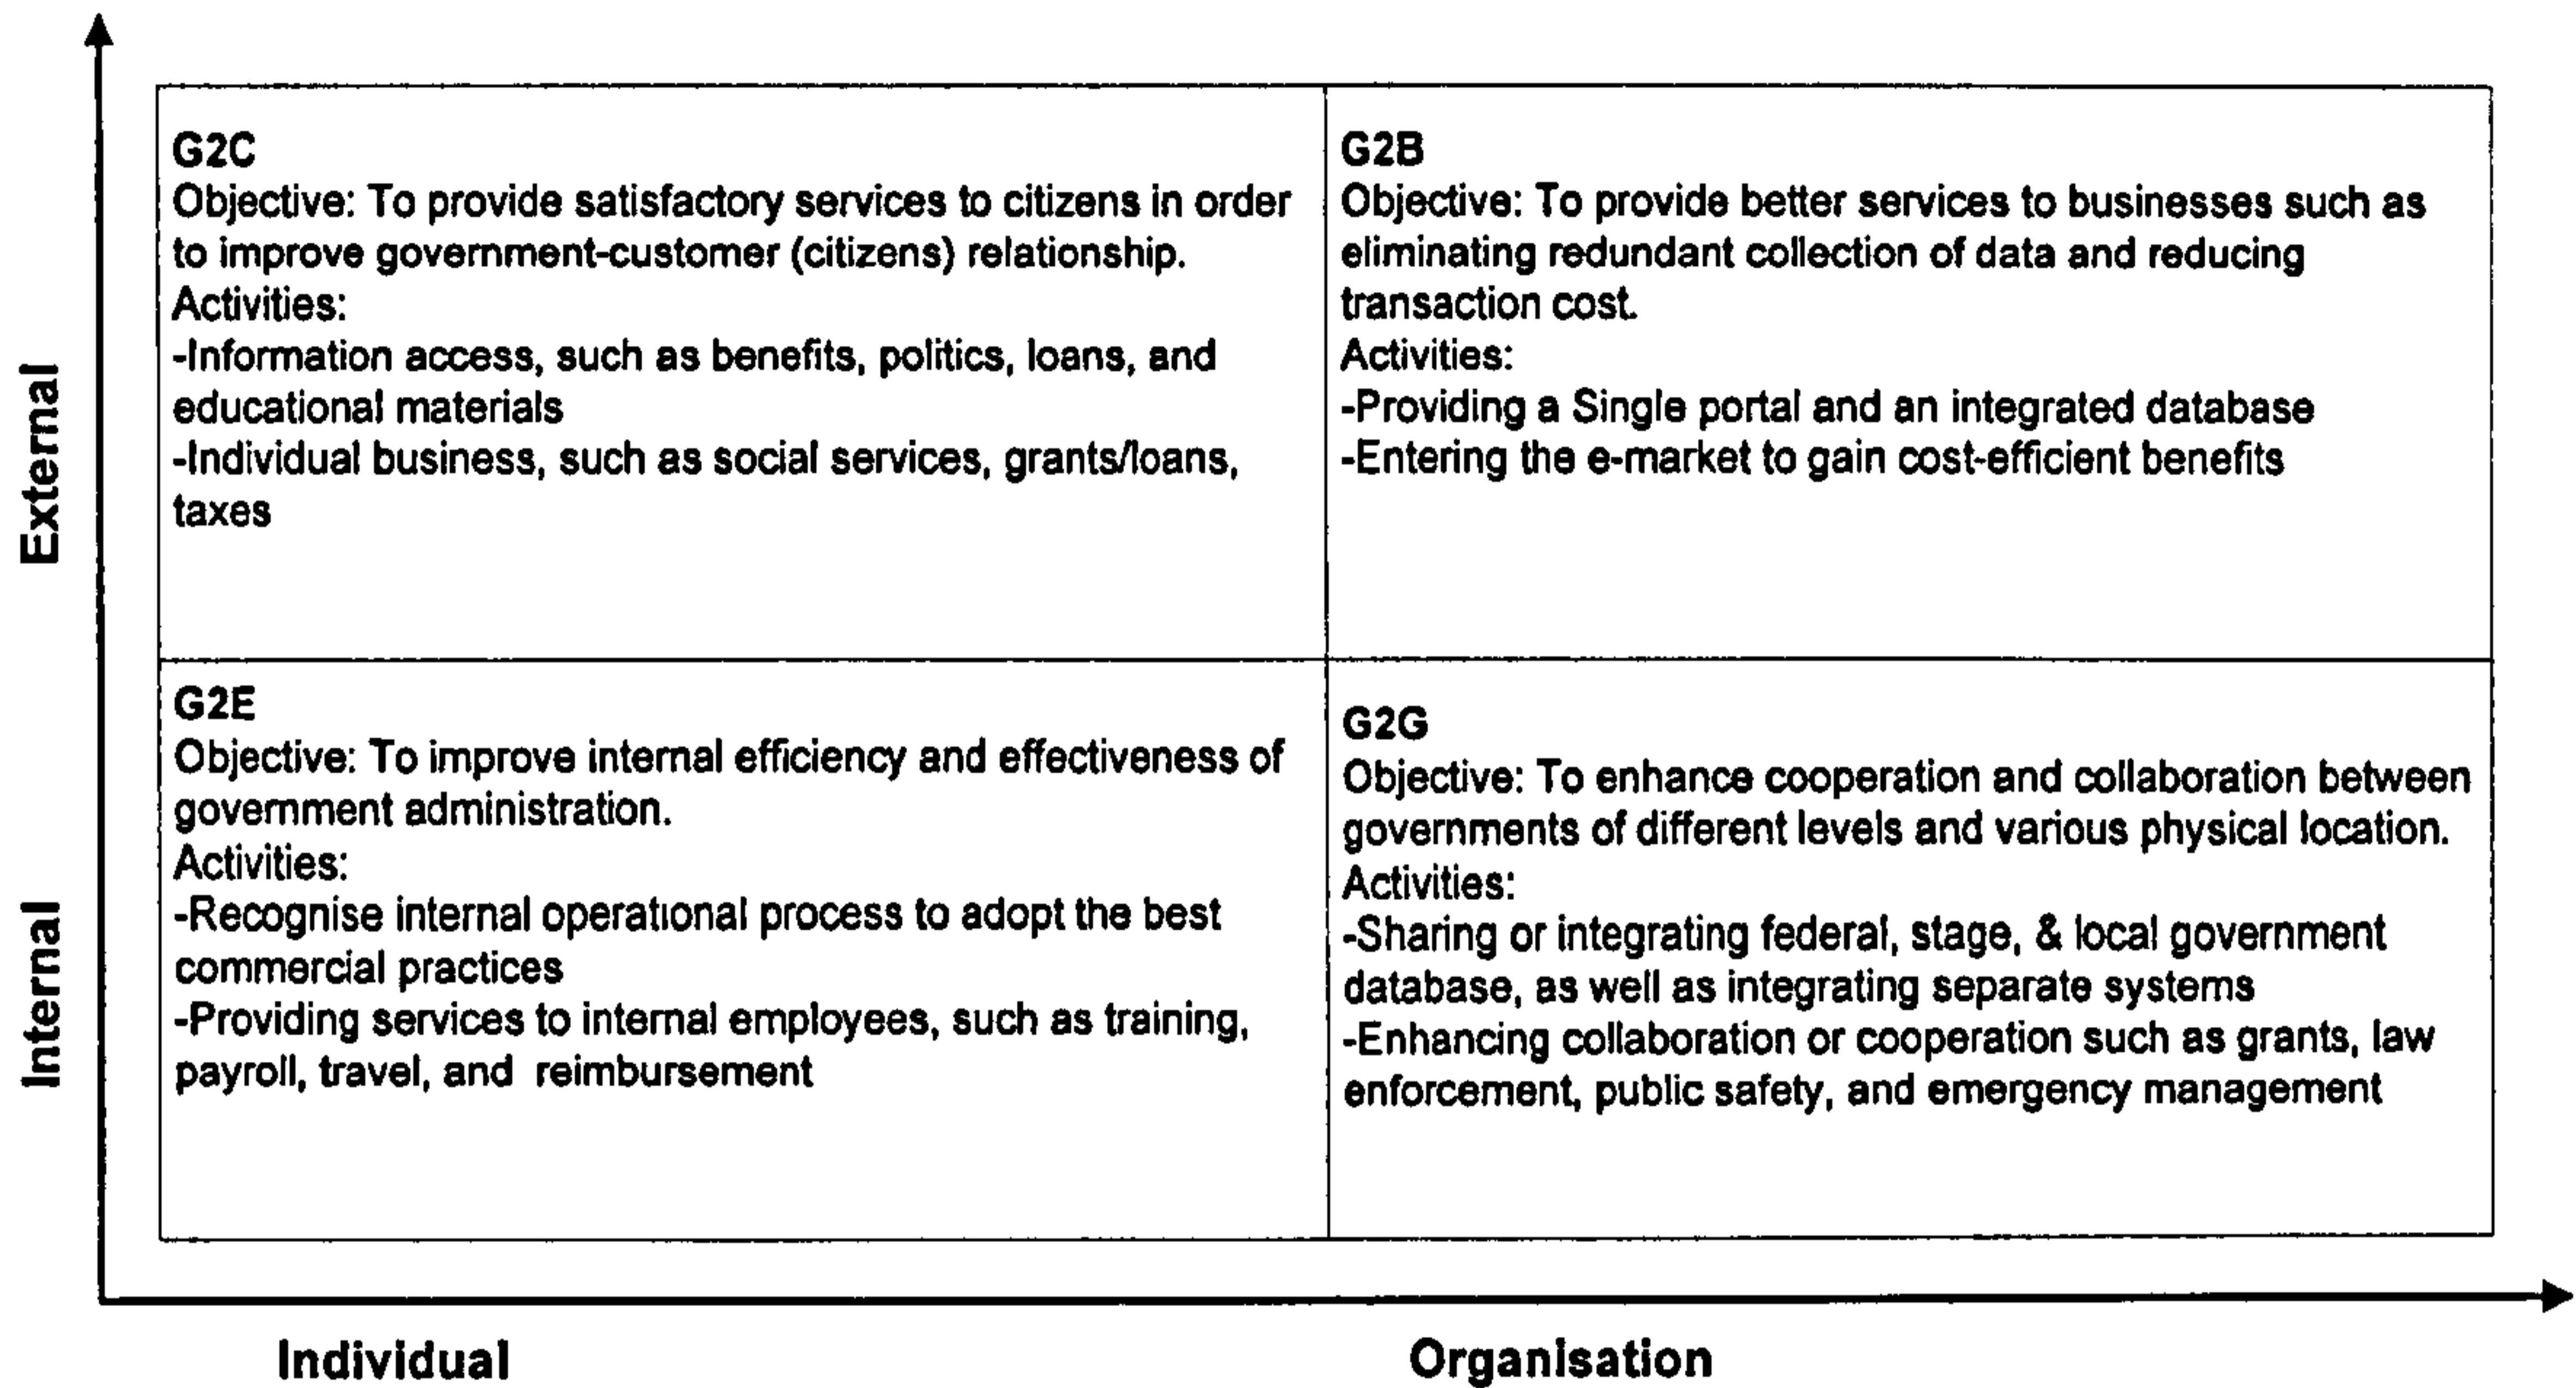 External
G2C
Objective: To provide satisfactory services to citizens in order
to improve government-customer (citizens) relationship.
Activities:
-Information access, such as benefits, politics, loans, and
educational materials
-Individual business, such as social services, grants/loans,
taxes
G2B
Objective: To provide better services to businesses such as
eliminating redundant collection of data and reducing
transaction cost.
Activities:
-Providing a Single portal and an integrated database
-Entering the e-market to gain cost-efficient benefits
Internal
G2E
Objective: To improve internal efficiency and effectiveness of
government administration.
Activities:
-Recognise internal operational process to adopt the best
commercial practices
-Providing services to internal employees, such as training,
payroll, travel, and reimbursement
G2G
Objective: To enhance cooperation and collaboration between
governments of different levels and various physical location.
Activities:
-Sharing or integrating federal, stage, & local government
database, as well as integrating separate systems
-Enhancing collaboration or cooperation such as grants, law
enforcement, public safety, and emergency management
Individual
Organisation